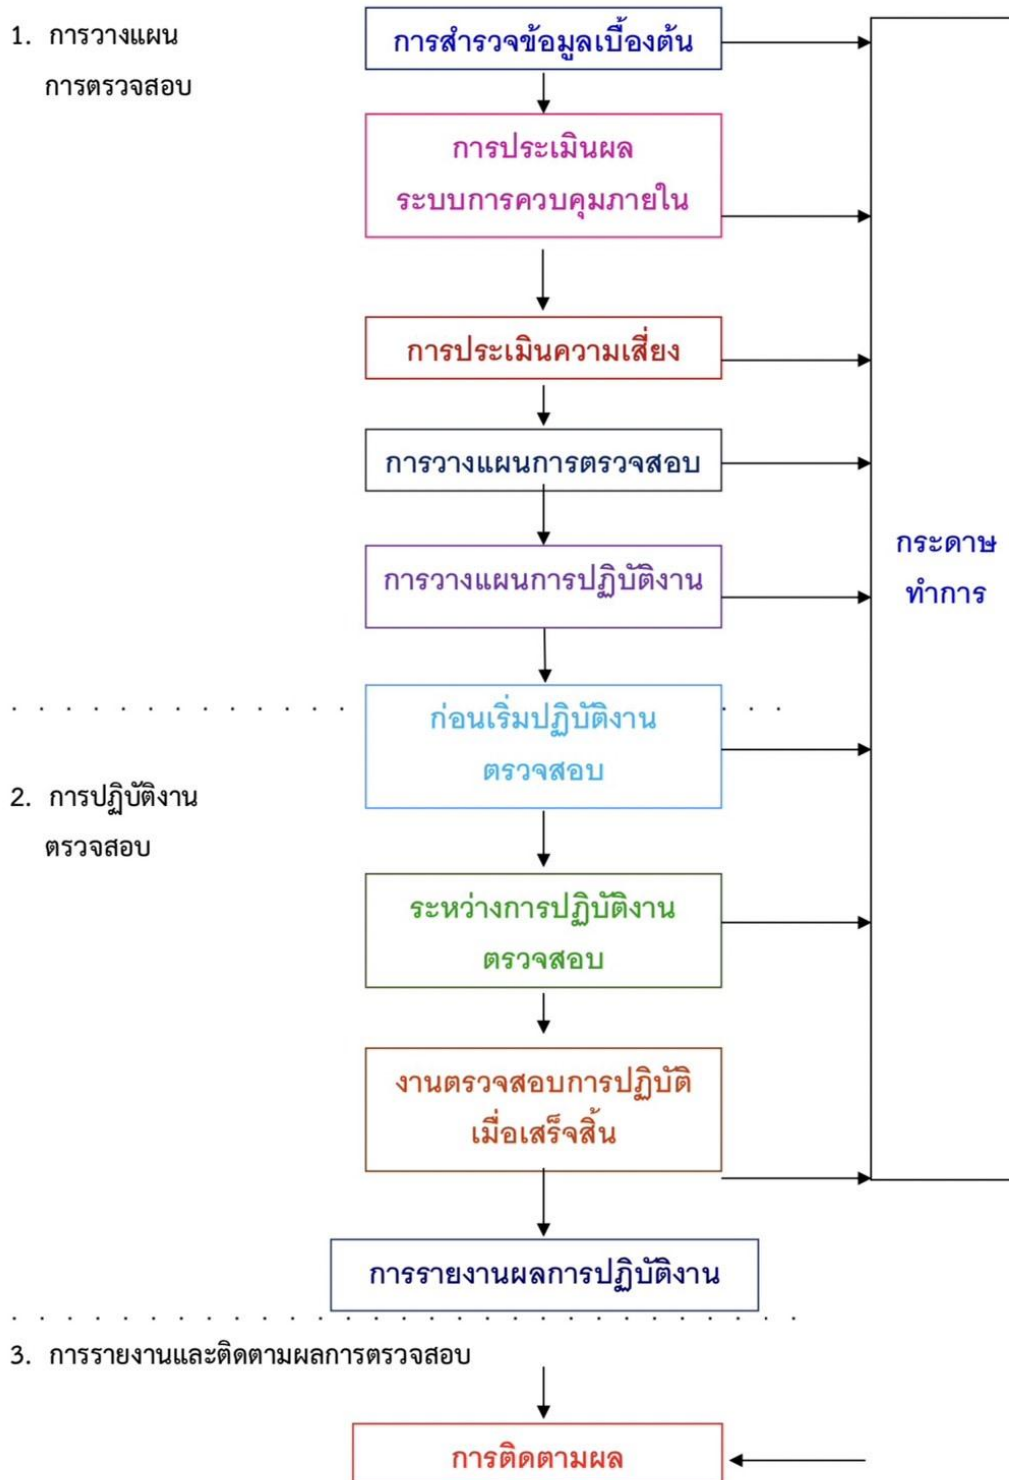 1. การวางแผน
การตรวจสอบ
การสำรวจข้อมูลเบื้องต้น
การประเมินผล
ระบบการควบคุมภายใน
การประเมินความเสี่ยง
การวางแผนการตรวจสอบ
การวางแผนการปฏิบัติงาน
กระดาษ
ทำการ
ก่อนเริ่มปฏิบัติงาน
ตรวจสอบ
2. การปฏิบัติงาน
ตรวจสอบ
ระหว่างการปฏิบัติงาน
ตรวจสอบ
งานตรวจสอบการปฏิบัติ
เมื่อเสร็จสิ้น
การรายงานผลการปฏิบัติงาน
3. การรายงานและติดตามผลการตรวจสอบ
การติดตามผล